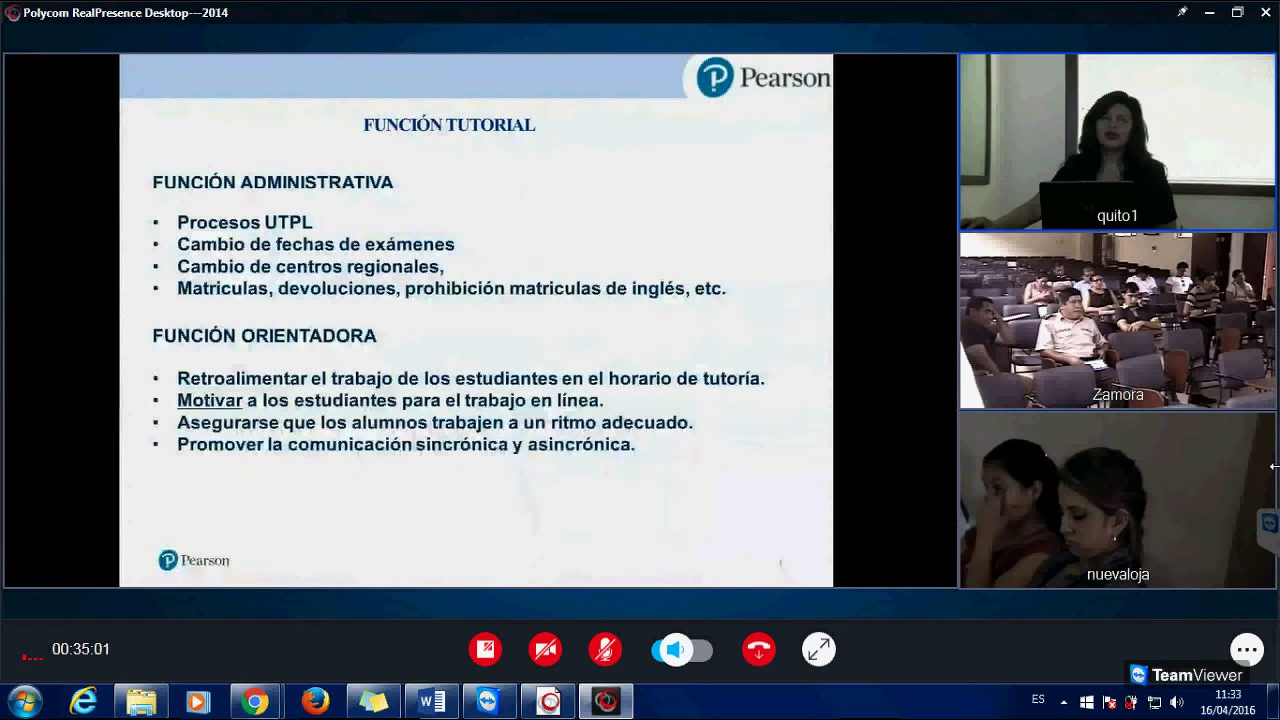 Polycom RealPresence Desktop---2014
Pearson
FUNCIÓN TUTORIAL
FUNCIÓN ADMINISTRATIVA
• Procesos UTPL
• Cambio de fechas de exámenes
• Cambio de centros regionales,
• Matrículas, devoluciones, prohibición matriculas de inglés, etc.
FUNCIÓN ORIENTADORA
• Retroalimentar el trabajo de los estudiantes en el horario de tutoría.
• Motivar a los estudiantes para el trabajo en línea.
• Asegurarse que los alumnos trabajen a un ritmo adecuado.
• Promover la comunicación sincrónica y asincrónica.
Pearson
quito1
Zamora
nuevaloja
00:35:01
TeamViewer
ES
11:33
16/04/2016